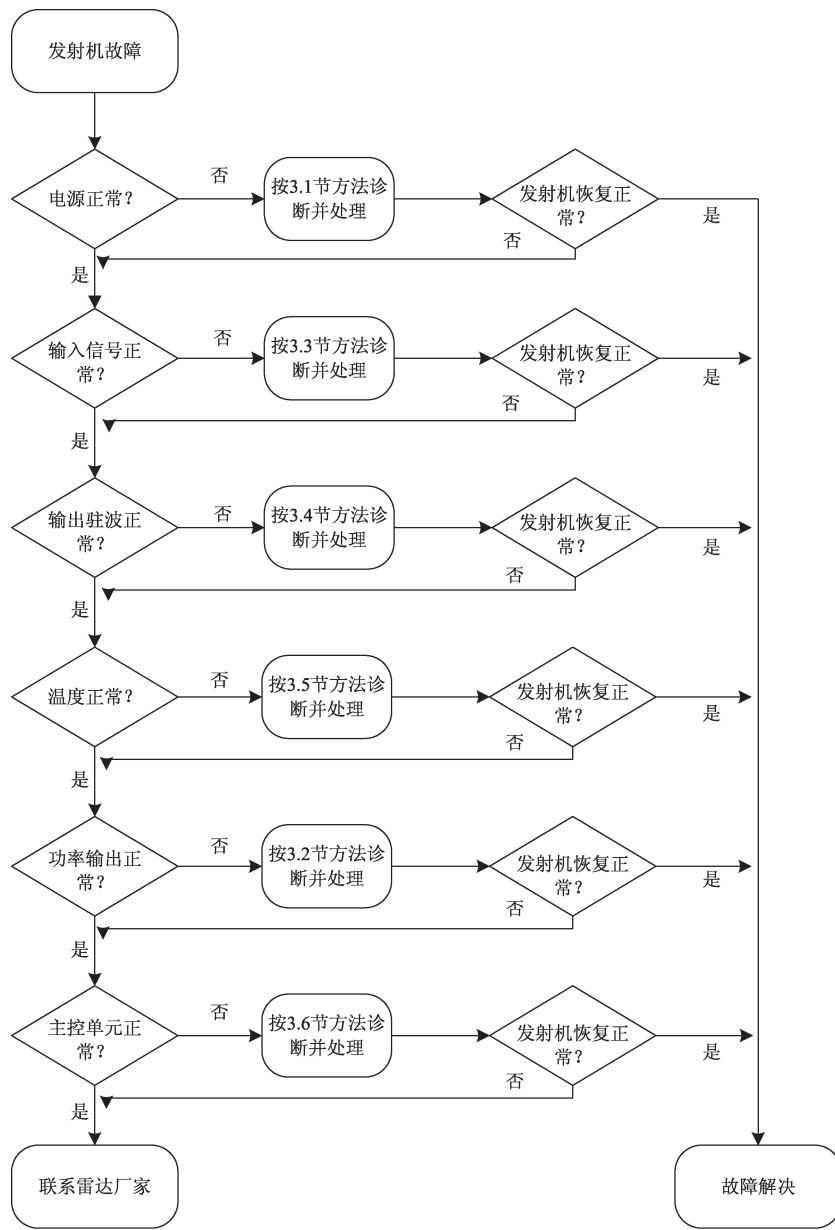 发射机故障
电源正常?
否
按3.1节方法诊
断并处理
发射机恢复正
常?
是
否
是
输入信号正
常?
否
按3.3节方法诊
断并处理
发射机恢复正
常?
是
否
是
输出驻波正
常?
否
按3.4节方法诊
断并处理
发射机恢复正
常?
是
否
是
温度正常?
否
按3.5节方法诊
断并处理
发射机恢复正
常?
是
否
是
功率输出正
常?
否
按3.2节方法诊
断并处理
发射机恢复正
常?
是
否
是
主控单元正
常?
否
按3.6节方法诊
断并处理
发射机恢复正
常?
是
否
是
联系雷达厂家
故障解决